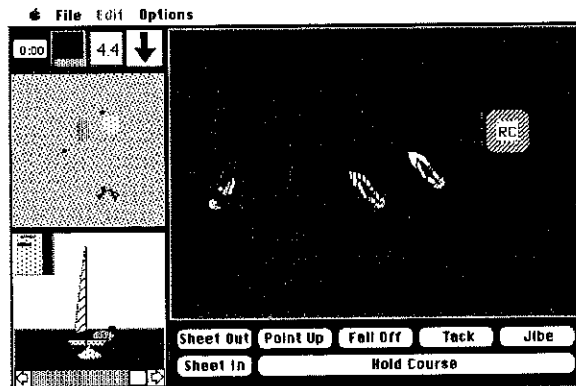 File Edit Options
0:00 4.4
RC
Sheet Out Point Up Fall Off Tack Jibe
Sheet In Hold Course